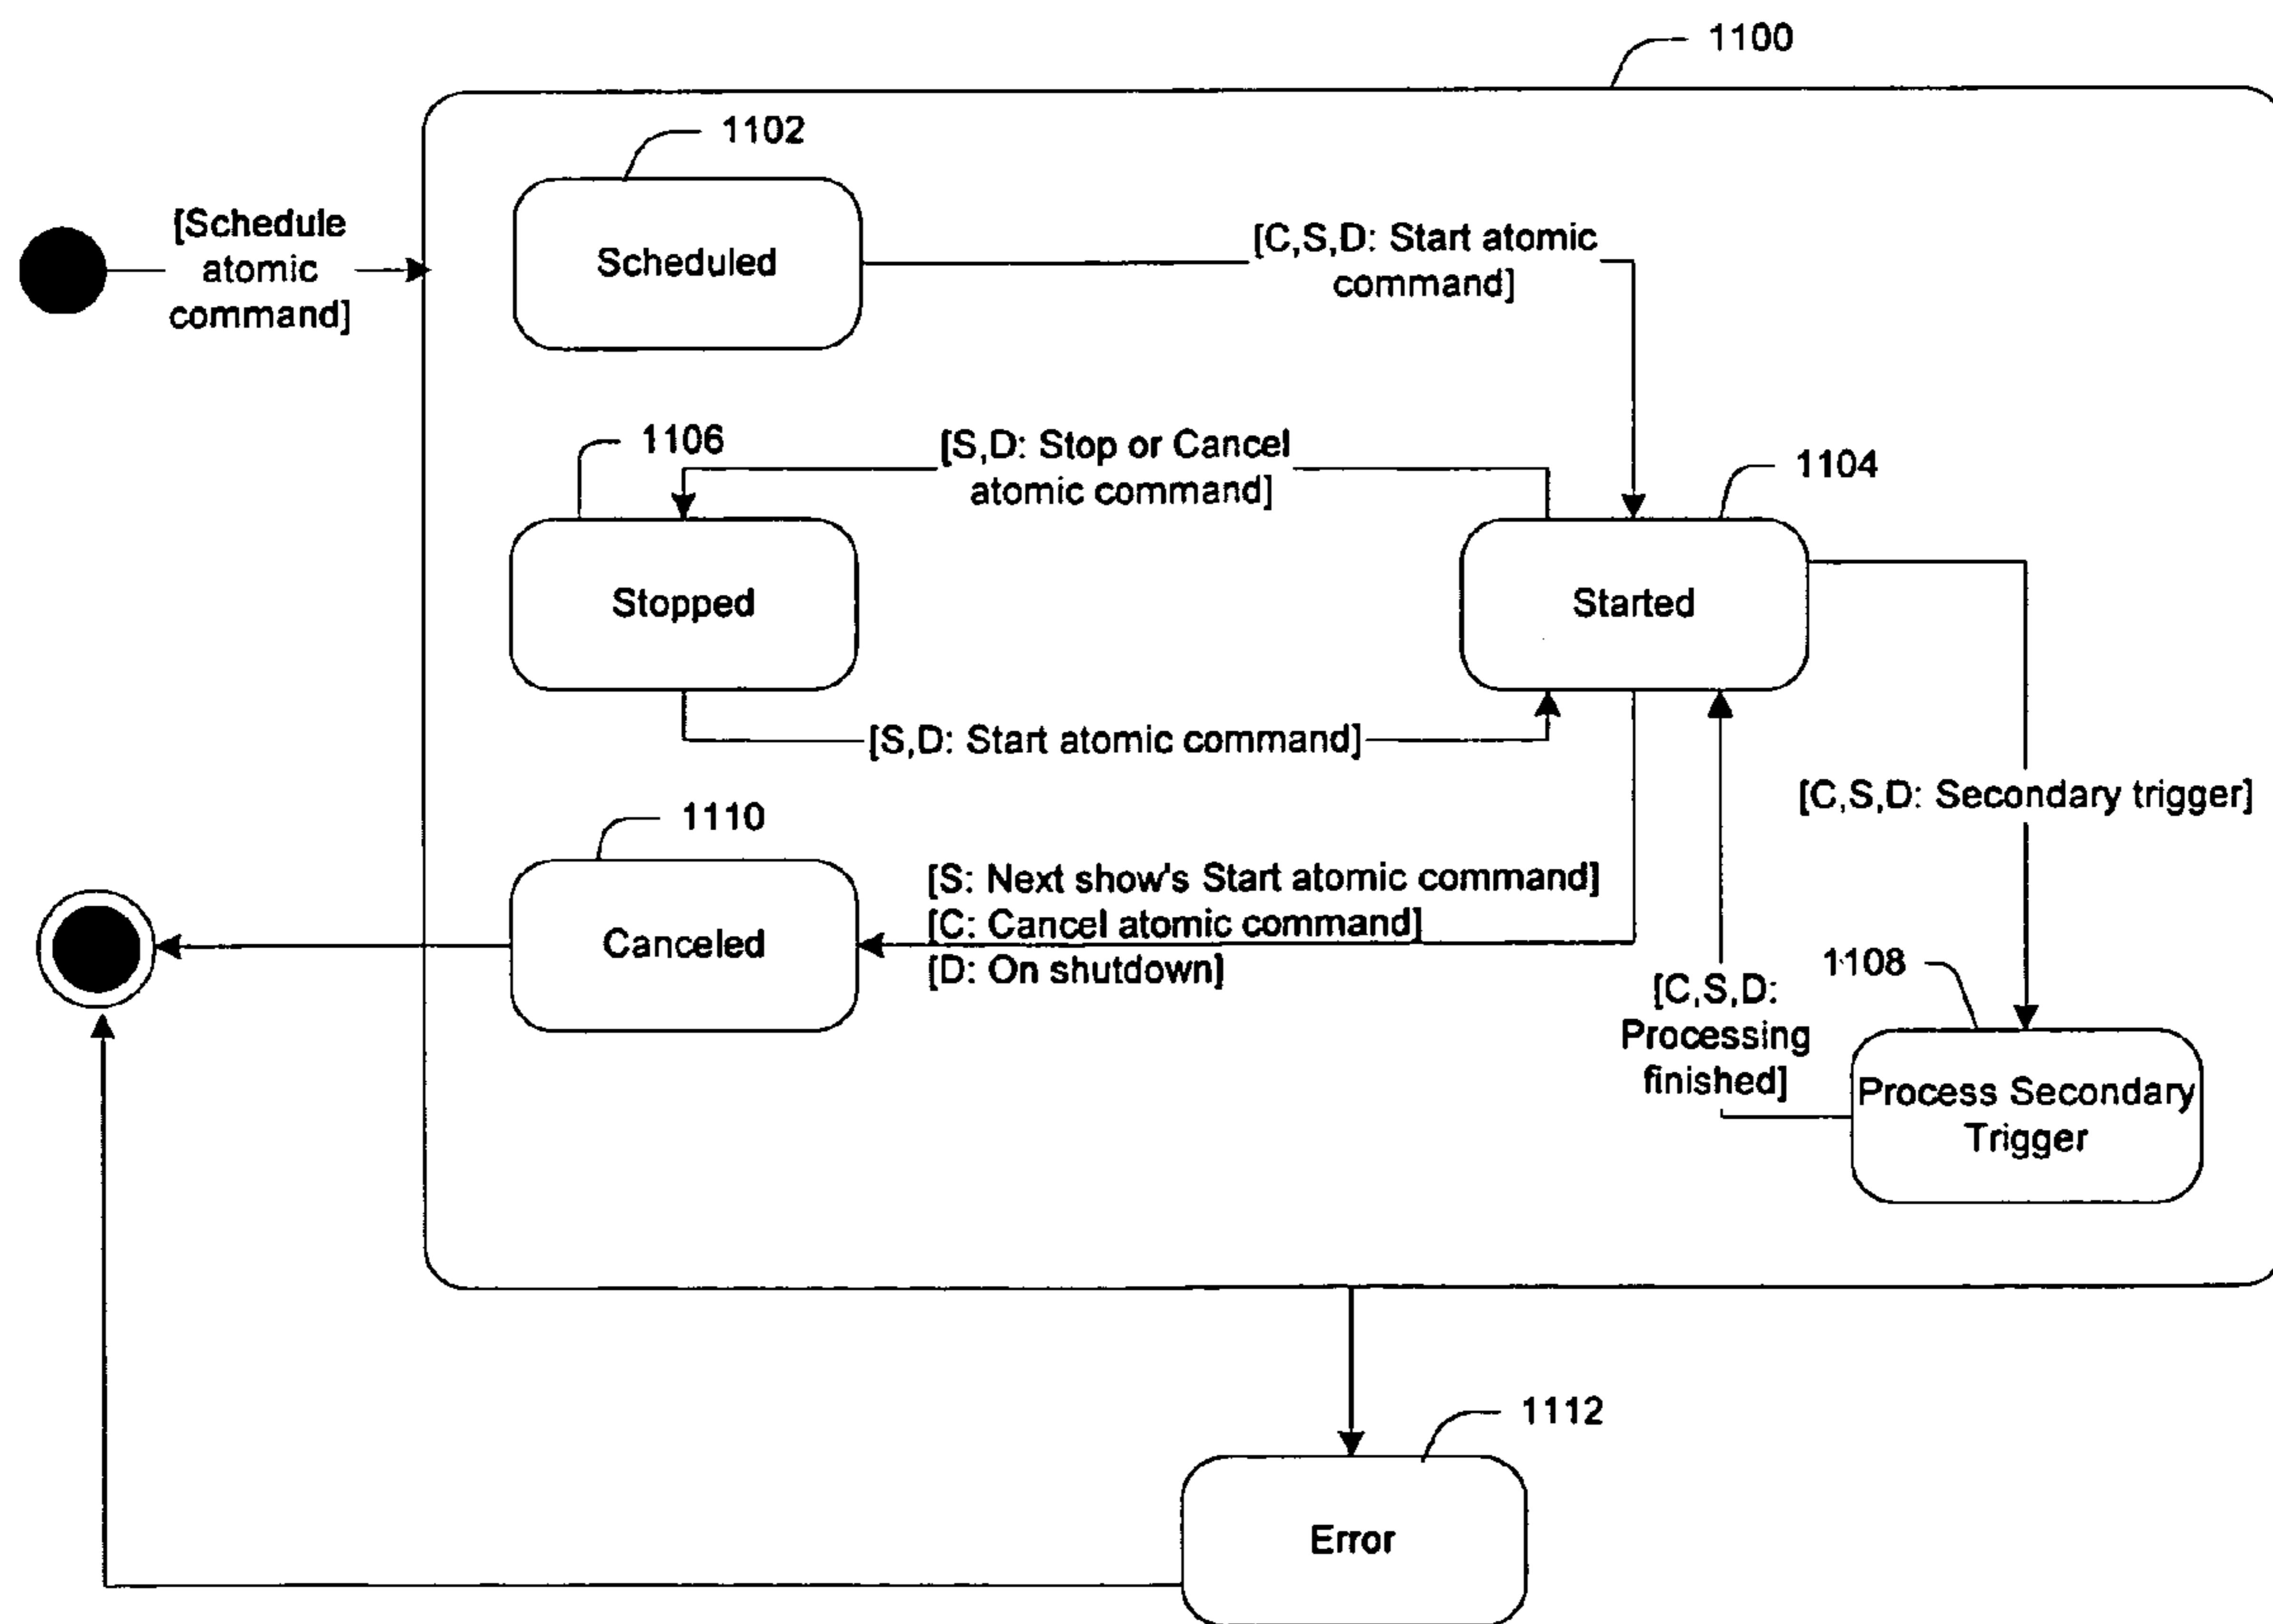 1100
1102
[Schedule
atomic
command]
Scheduled
[C,S,D: Start atomic
command]
1106
[S,D: Stop or Cancel
atomic command]
1104
Stopped
Started
[S,D: Start atomic command]
[C,S,D: Secondary trigger]
1110
[S: Next show's Start atomic command]
[C: Cancel atomic command]
[D: On shutdown]
Canceled
1108
[C,S,D:
Processing
finished]
Process Secondary
Trigger
1112
Error